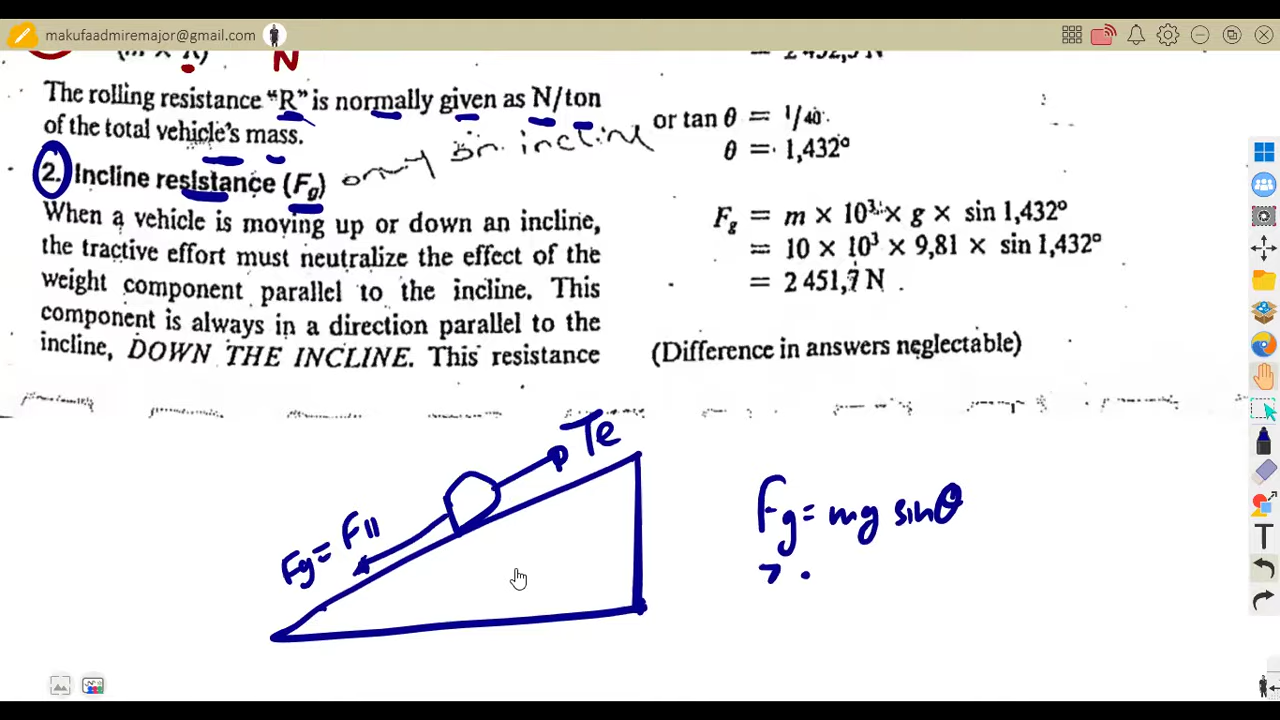 makufaadmiremajor@gmail.com
(m × R) N
The rolling resistance "R" is normally given as N/ton
of the total vehicle's mass.
only on incline
2. Incline resistance (Fg)
When a vehicle is moving up or down an incline,
the tractive effort must neutralize the effect of the
weight component parallel to the incline. This
component is always in a direction parallel to the
incline, DOWN THE INCLINE. This resistance
= 2 452,5 N
or tan θ = 1/40
θ = 1,432°
Fg = m × 10³ × g × sin 1,432°
= 10 × 10³ × 9,81 × sin 1,432°
= 2 451,7 N
(Difference in answers neglectable)
Te
Fg = F||
Fg = mg sinθ
T